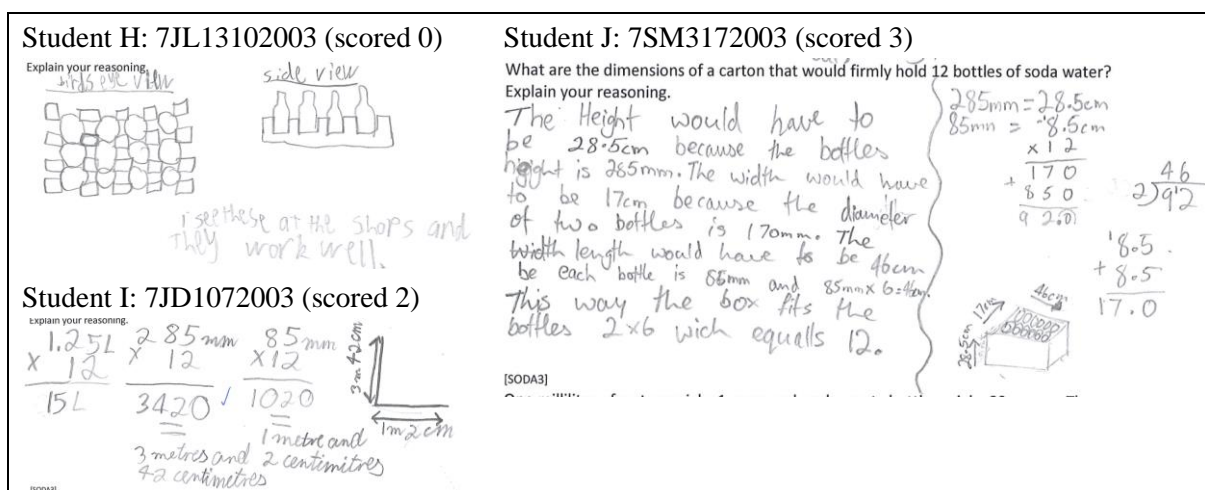 Student H: 7JL13102003 (scored 0)
Explain your reasoning.
birds eye view
side view
I see these at the shops and
They work well.
Student I: 7JD1072003 (scored 2)
Explain your reasoning.
1.25L
x 12
15L
285mm
x 12
3420
3 metres and
42 centimetres
85mm
x12
1020
1 metre and
2 centimitres
3m 42cm
1m2cm
[SODA3]
Student J: 7SM3172003 (scored 3)
What are the dimensions of a carton that would firmly hold 12 bottles of soda water?
Explain your reasoning.
The Height would have to
be 28.5cm because the bottles
height is 285mm. The width would have
to be 17cm because the diameter
of two bottles is 170mm. The
width length would have to be 46cm
be each bottle is 85mm and 85mmx6=46cm.
This way the box fits the
bottles 2x6 wich equalls 12.
285mm=28.5cm
85mm = 8.5cm
x12
170
+ 850
92.0
46
2)92
8.5
+ 8.5
17.0
46cm
17cm
28.5cm
[SODA3]